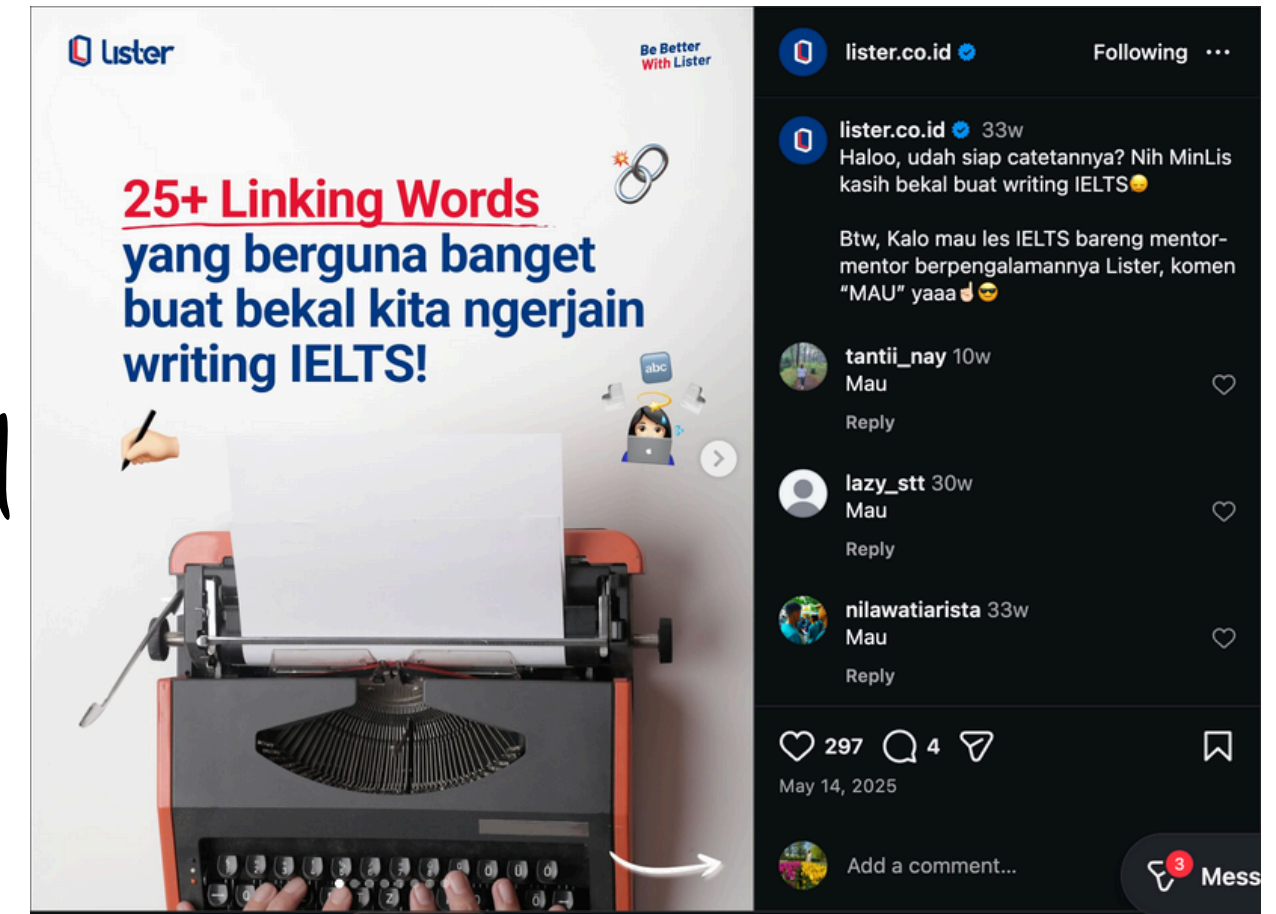 Lister
Be Better
With Lister
25+ Linking Words
yang berguna banget
buat bekal kita ngerjain
writing IELTS!
abc
lister.co.id
Following
lister.co.id 33w
Haloo, udah siap catetannya? Nih MinLis
kasih bekal buat writing IELTS😑
Btw, Kalo mau les IELTS bareng mentor-
mentor berpengalamannya Lister, komen
“MAU” yaaa☝🏻😎
tantii_nay 10w
Mau
Reply
lazy_stt 30w
Mau
Reply
nilawatiarista 33w
Mau
Reply
297 4
May 14, 2025
Add a comment...
3
Mess